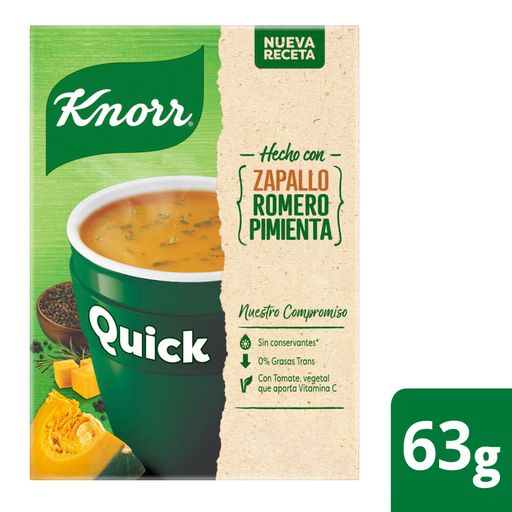 NUEVA
RECETA
Knorr®
Hecho con
ZAPALLO
ROMERO
PIMIENTA
Nuestro Compromiso
Sin conservantes*
0% Grasas Trans
Con Tomate, vegetal
que aporta Vitamina C
Quick
63g